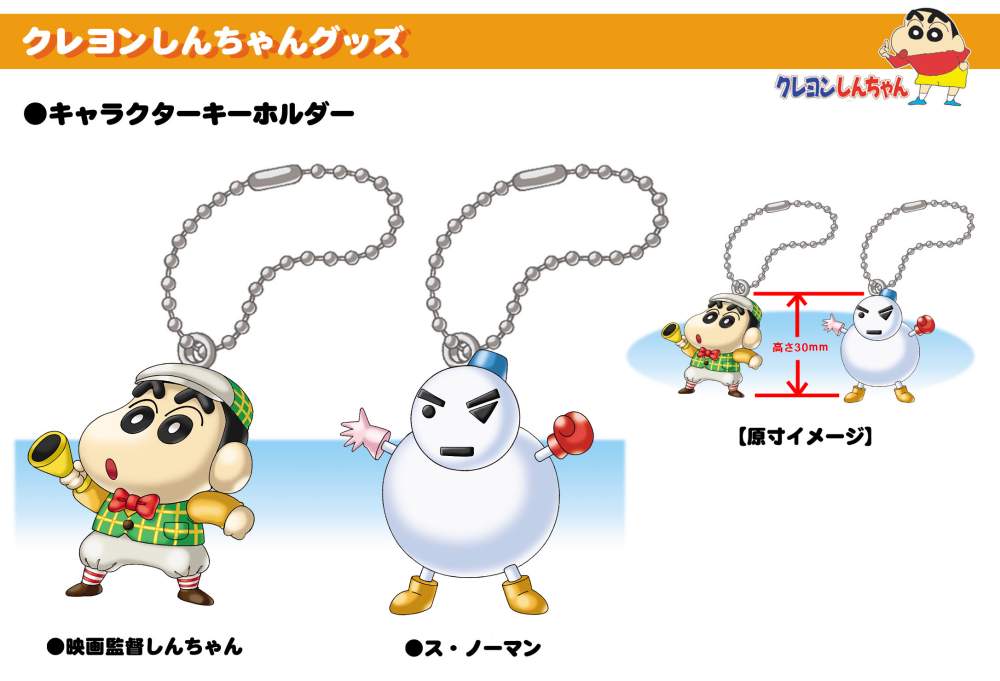 クレヨンしんちゃんグッズ
クレヨンしんちゃん
●キャラクターキーホルダー
高さ30mm
【原寸イメージ】
●映画監督しんちゃん
●ス・ノーマン